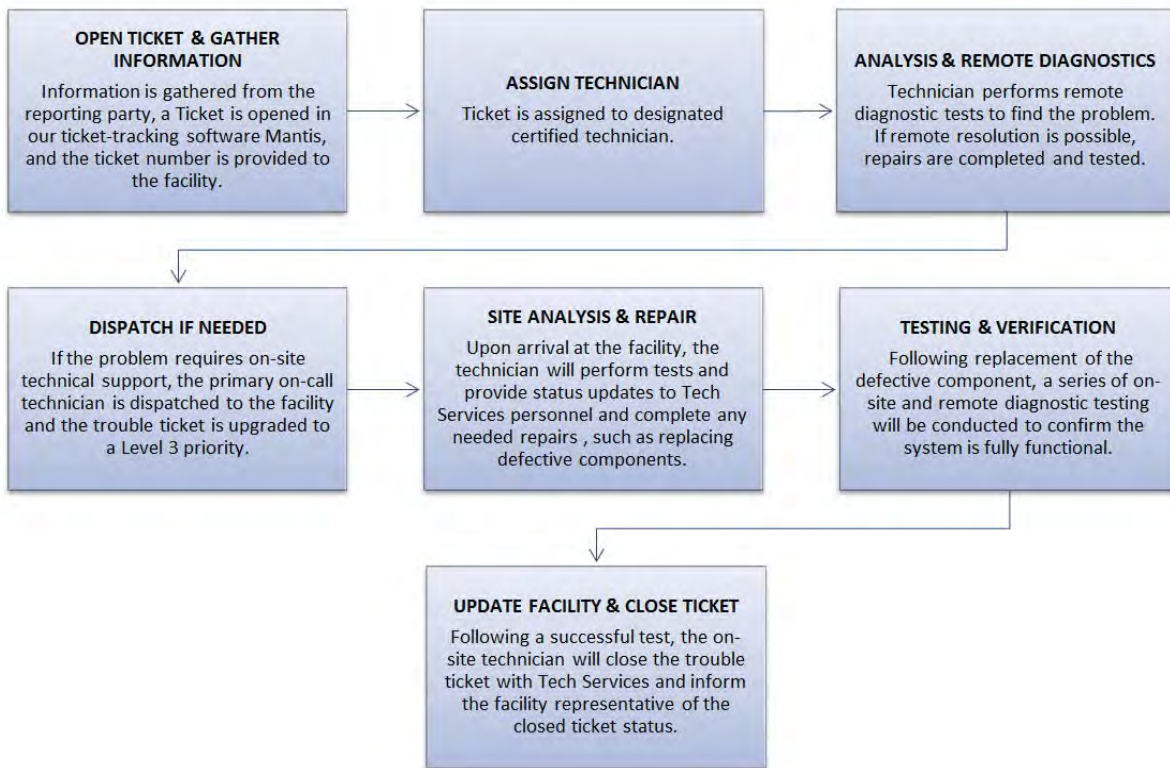 OPEN TICKET & GATHER
INFORMATION
Information is gathered from the
reporting party, a Ticket is opened in
our ticket-tracking software Mantis,
and the ticket number is provided to
the facility.
ASSIGN TECHNICIAN
Ticket is assigned to designated
certified technician.
ANALYSIS & REMOTE DIAGNOSTICS
Technician performs remote
diagnostic tests to find the problem.
If remote resolution is possible,
repairs are completed and tested.
DISPATCH IF NEEDED
If the problem requires on-site
technical support, the primary on-call
technician is dispatched to the facility
and the trouble ticket is upgraded to
a Level 3 priority.
SITE ANALYSIS & REPAIR
Upon arrival at the facility, the
technician will perform tests and
provide status updates to Tech
Services personnel and complete any
needed repairs , such as replacing
defective components.
TESTING & VERIFICATION
Following replacement of the
defective component, a series of on-
site and remote diagnostic testing
will be conducted to confirm the
system is fully functional.
UPDATE FACILITY & CLOSE TICKET
Following a successful test, the on-
site technician will close the trouble
ticket with Tech Services and inform
the facility representative of the
closed ticket status.